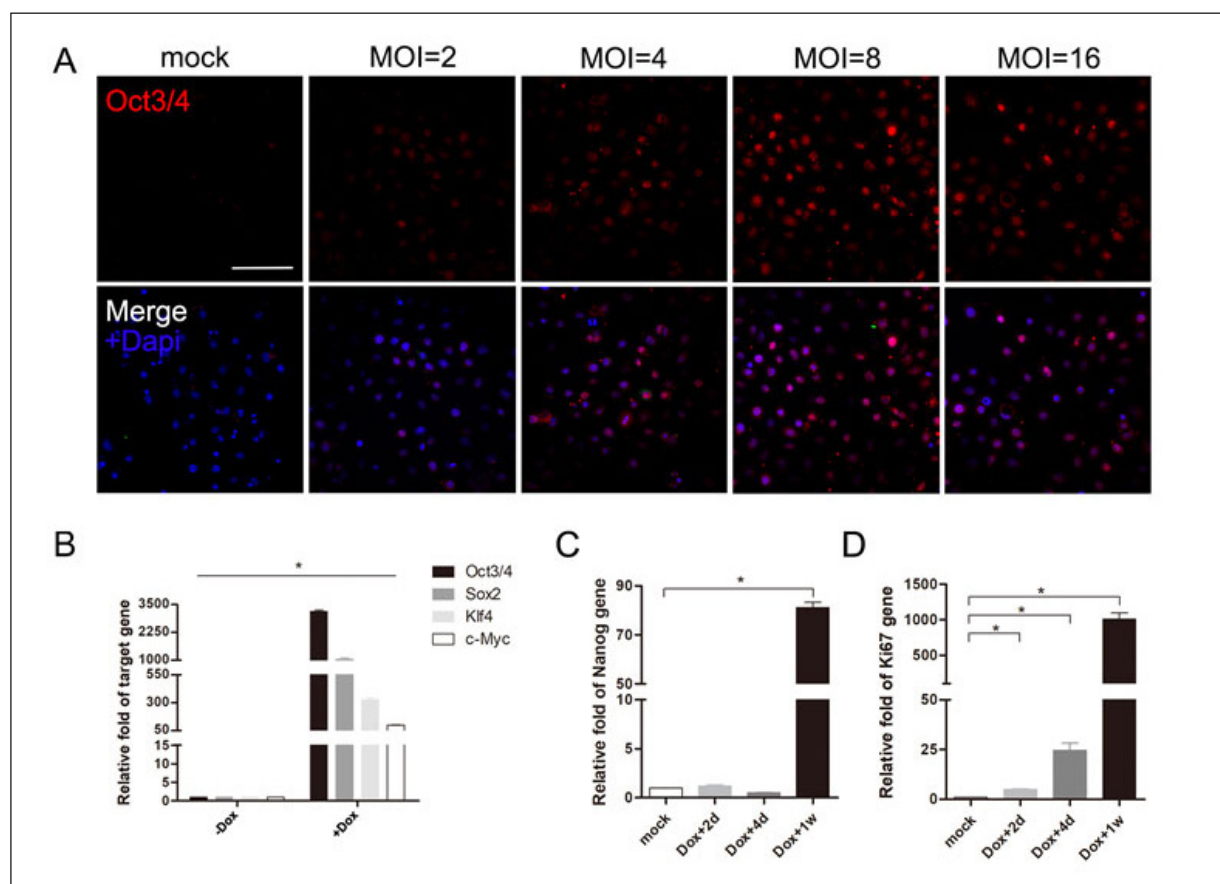 A
mock
MOI=2
MOI=4
MOI=8
MOI=16
Oct3/4
Merge
+Dapi
B
*
Oct3/4
Sox2
Klf4
c-Myc
Relative fold of target gene
3500
2250
1000
550
300
50
15
10
5
0
-Dox
+Dox
C
*
Relative fold of Nanog gene
90
70
50
10
5
0
mock
Dox+2d
Dox+4d
Dox+1w
D
*
*
*
Relative fold of Ki67 gene
1500
1000
500
50
25
0
mock
Dox+2d
Dox+4d
Dox+1w